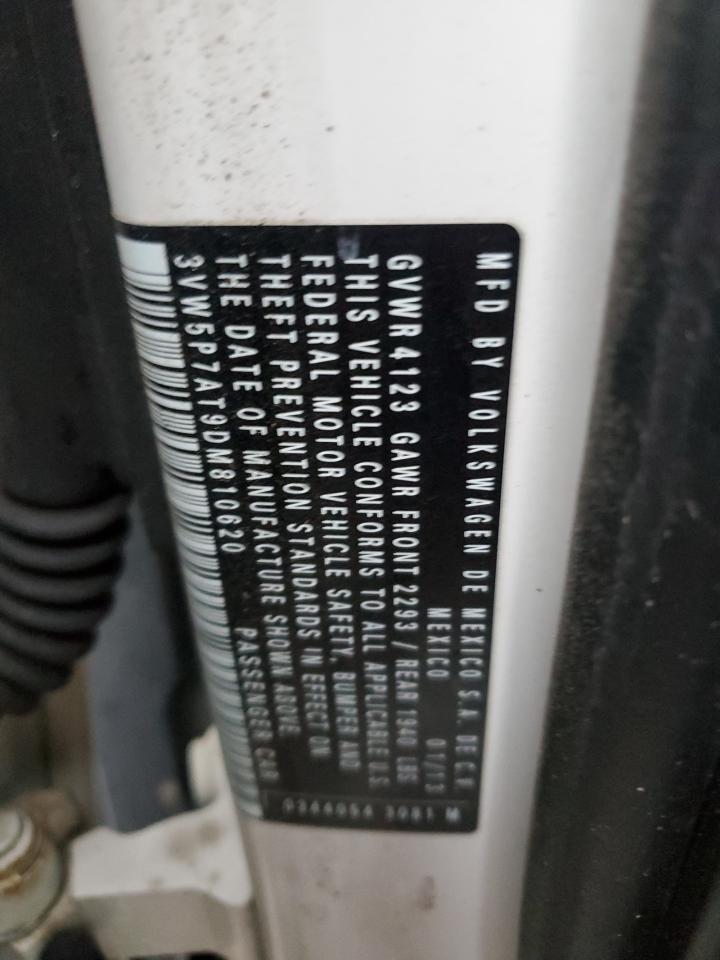 MFD BY VOLKSWAGEN DE MEXICO S.A. DE C.V.
MEXICO 01/13
GVWR 4123 GAWR FRONT 2293 / REAR 1940 LBS
THIS VEHICLE CONFORMS TO ALL APPLICABLE U.S.
FEDERAL MOTOR VEHICLE SAFETY, BUMPER AND
THEFT PREVENTION STANDARDS IN EFFECT ON
THE DATE OF MANUFACTURE SHOWN ABOVE
3VW5P7AT9DM810620 PASSENGER CAR